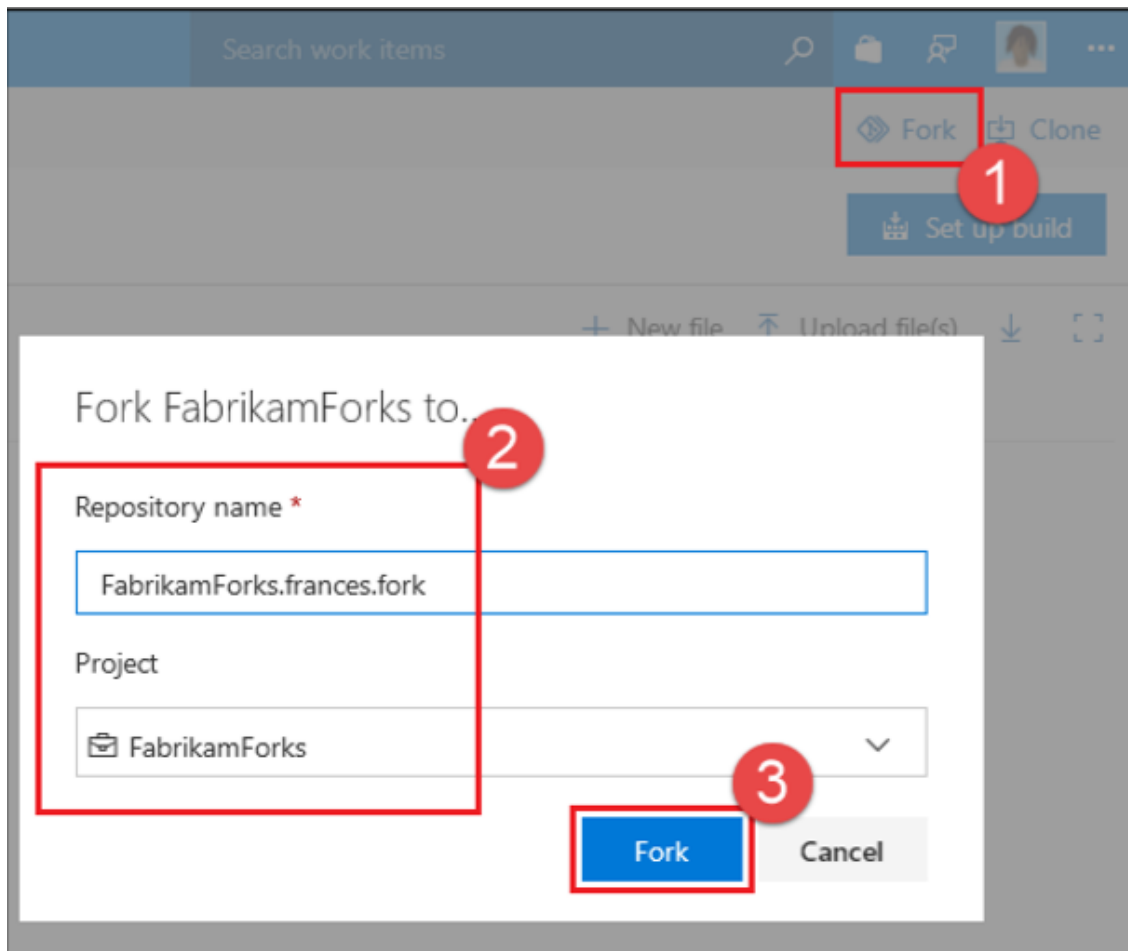 Search work items
Fork Clone
1
Set up build
New file Upload file(s)
Fork FabrikamForks to..
2
Repository name *
FabrikamForks.frances.fork
Project
FabrikamForks
3
Fork Cancel